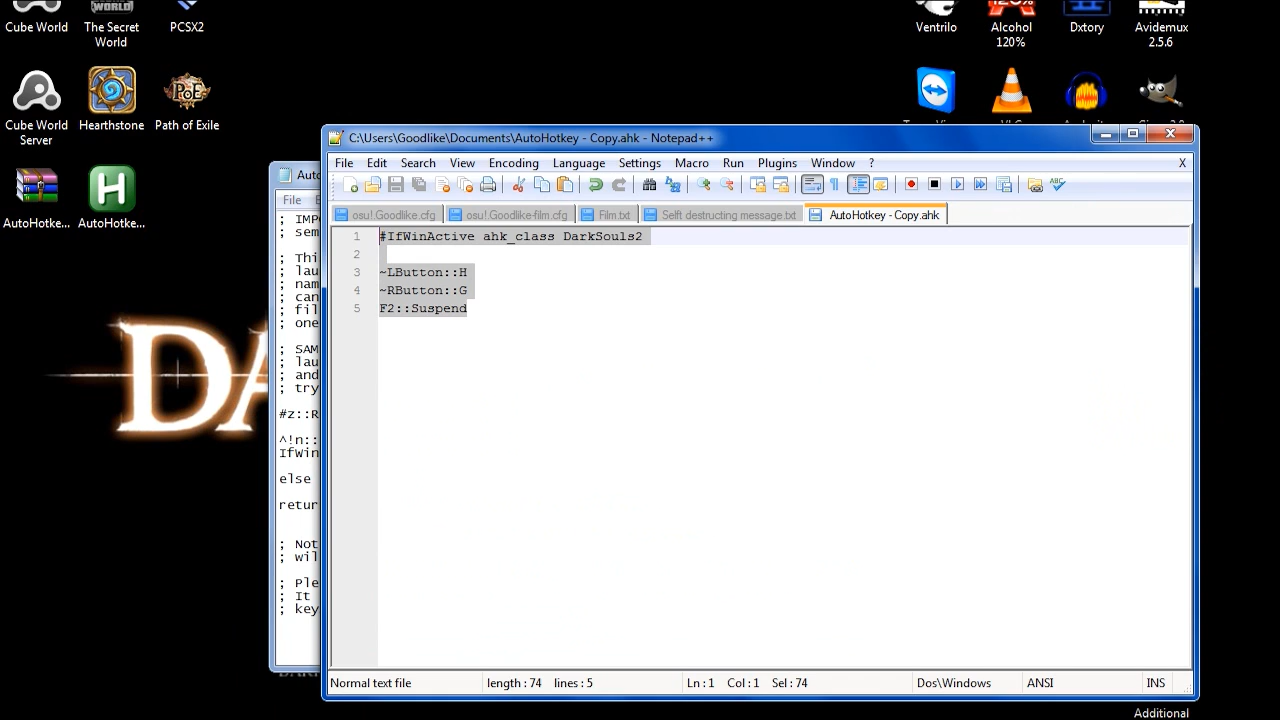 Cube World
The Secret
World
PCSX2
Ventrilo
Alcohol
120%
Dxtory
Avidemux
2.5.6
Cube World
Server
Hearthstone
Path of Exile
AutoHotke...
AutoHotke...
C:\Users\Goodlike\Documents\AutoHotkey - Copy.ahk - Notepad++
File Edit Search View Encoding Language Settings Macro Run Plugins Window ? X
osu!.Goodlike.cfg
osu!.Goodlike-film.cfg
Film.txt
Selft destructing message.txt
AutoHotkey - Copy.ahk
1 #IfWinActive ahk_class DarkSouls2
2
3 ~LButton::H
4 ~RButton::G
5 F2::Suspend
Normal text file
length : 74 lines : 5
Ln : 1 Col : 1 Sel : 74
Dos\Windows
ANSI
INS
Auto
File
; IMPO
; sem
; Thi
; lau
; nam
; can
; fil
; one
; SAM
; lau
; and
; try
#z::R
^!n::
IfWin
else
retur
; Not
; wil
; Ple
; It
; key
DA
Additional